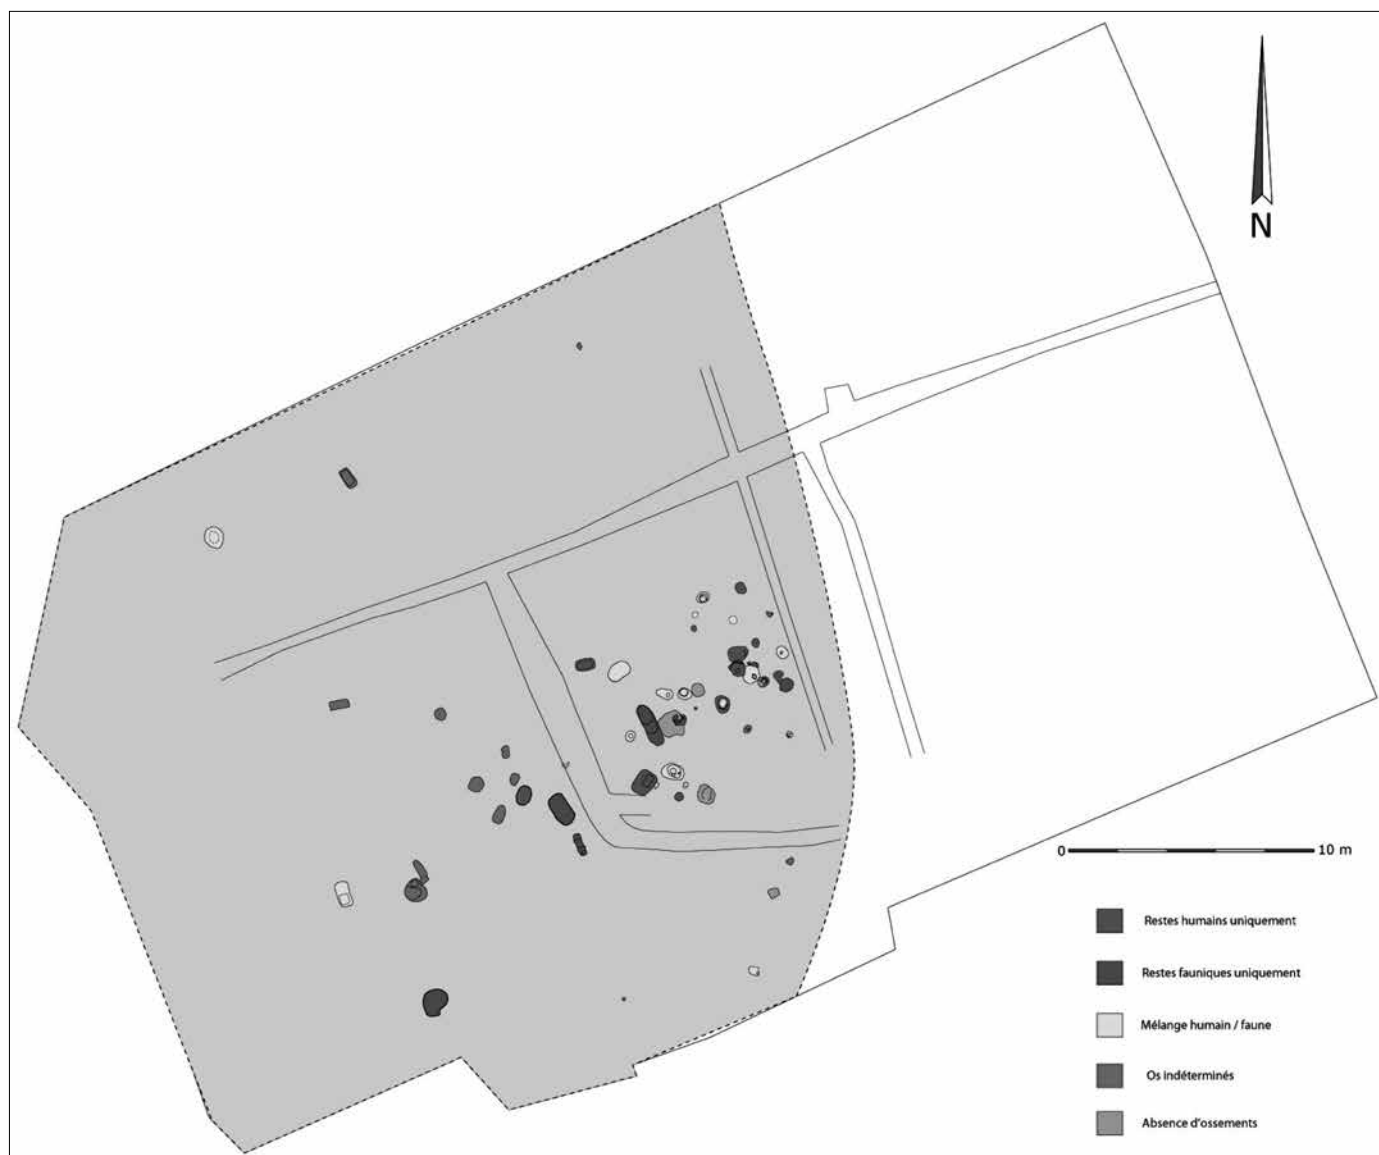 N
0 10 m
Restes humains uniquement
Restes fauniques uniquement
Mélange humain / faune
Os indéterminés
Absence d'ossements